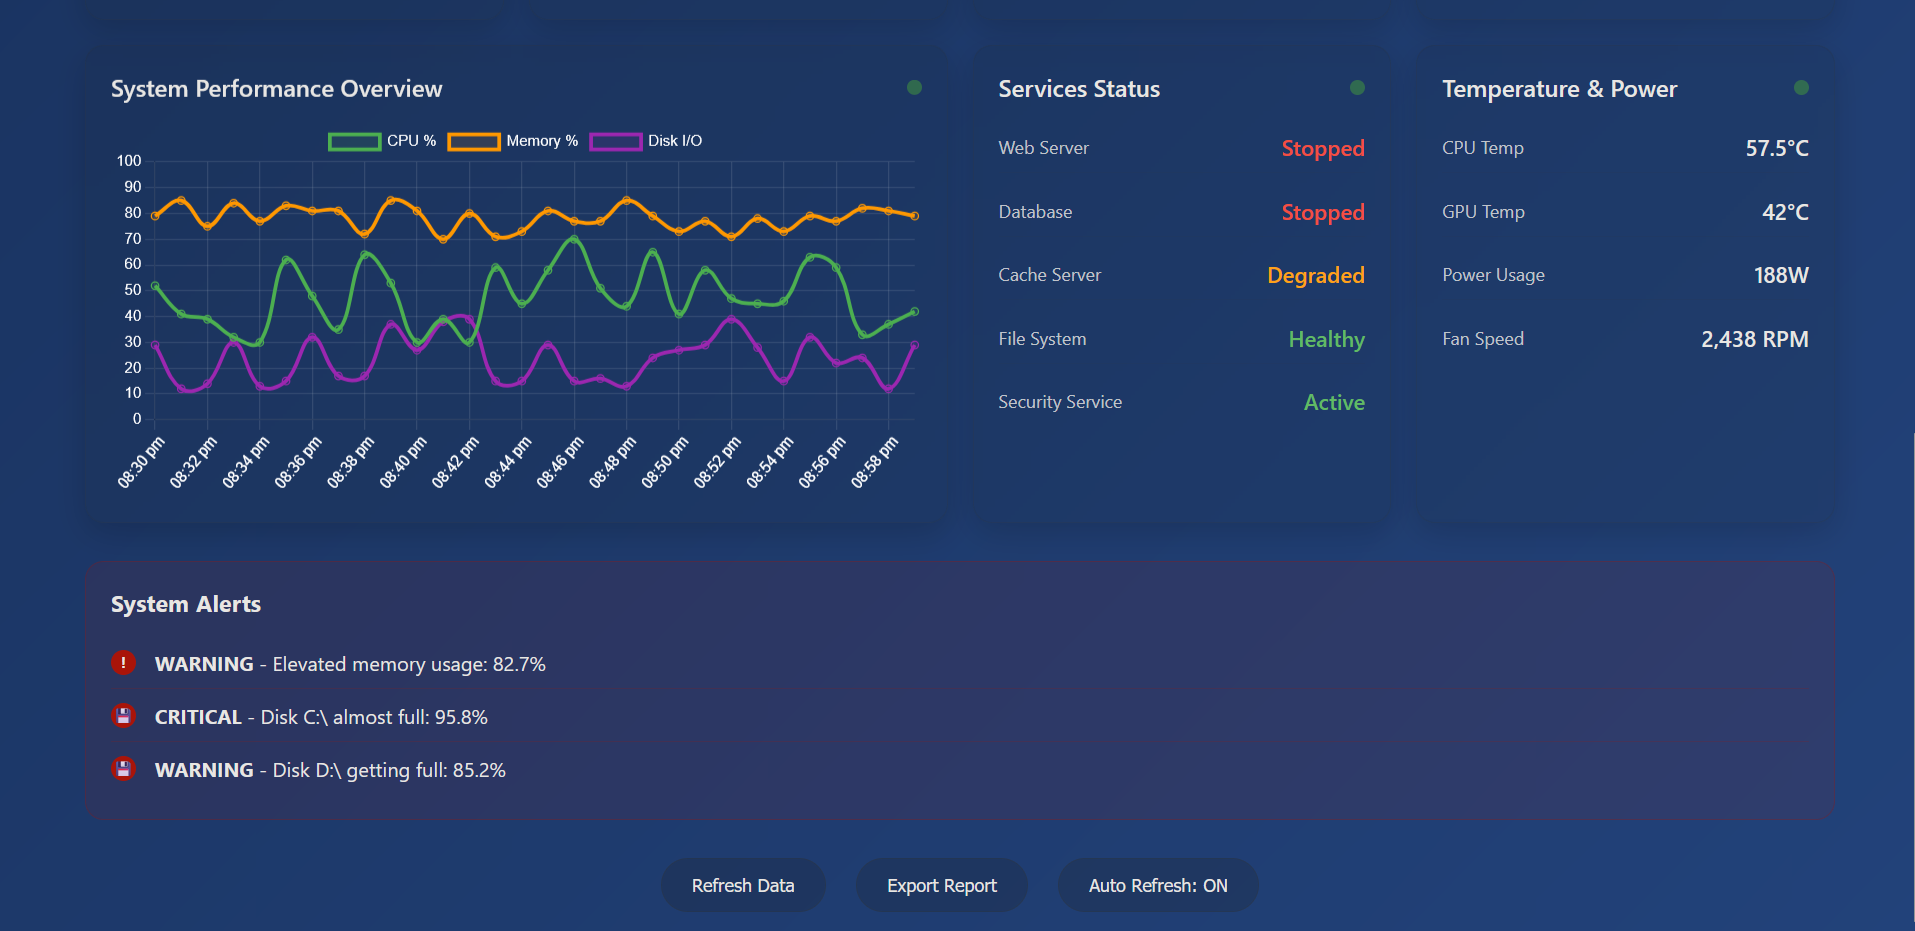 System Performance Overview
CPU % Memory % Disk I/O
100
90
80
70
60
50
40
30
20
10
0
08:30 pm 08:32 pm 08:34 pm 08:36 pm 08:38 pm 08:40 pm 08:42 pm 08:44 pm 08:46 pm 08:48 pm 08:50 pm 08:52 pm 08:54 pm 08:56 pm 08:58 pm
Services Status
Web Server Stopped
Database Stopped
Cache Server Degraded
File System Healthy
Security Service Active
Temperature & Power
CPU Temp 57.5°C
GPU Temp 42°C
Power Usage 188W
Fan Speed 2,438 RPM
System Alerts
! WARNING - Elevated memory usage: 82.7%
CRITICAL - Disk C:\ almost full: 95.8%
WARNING - Disk D:\ getting full: 85.2%
Refresh Data Export Report Auto Refresh: ON